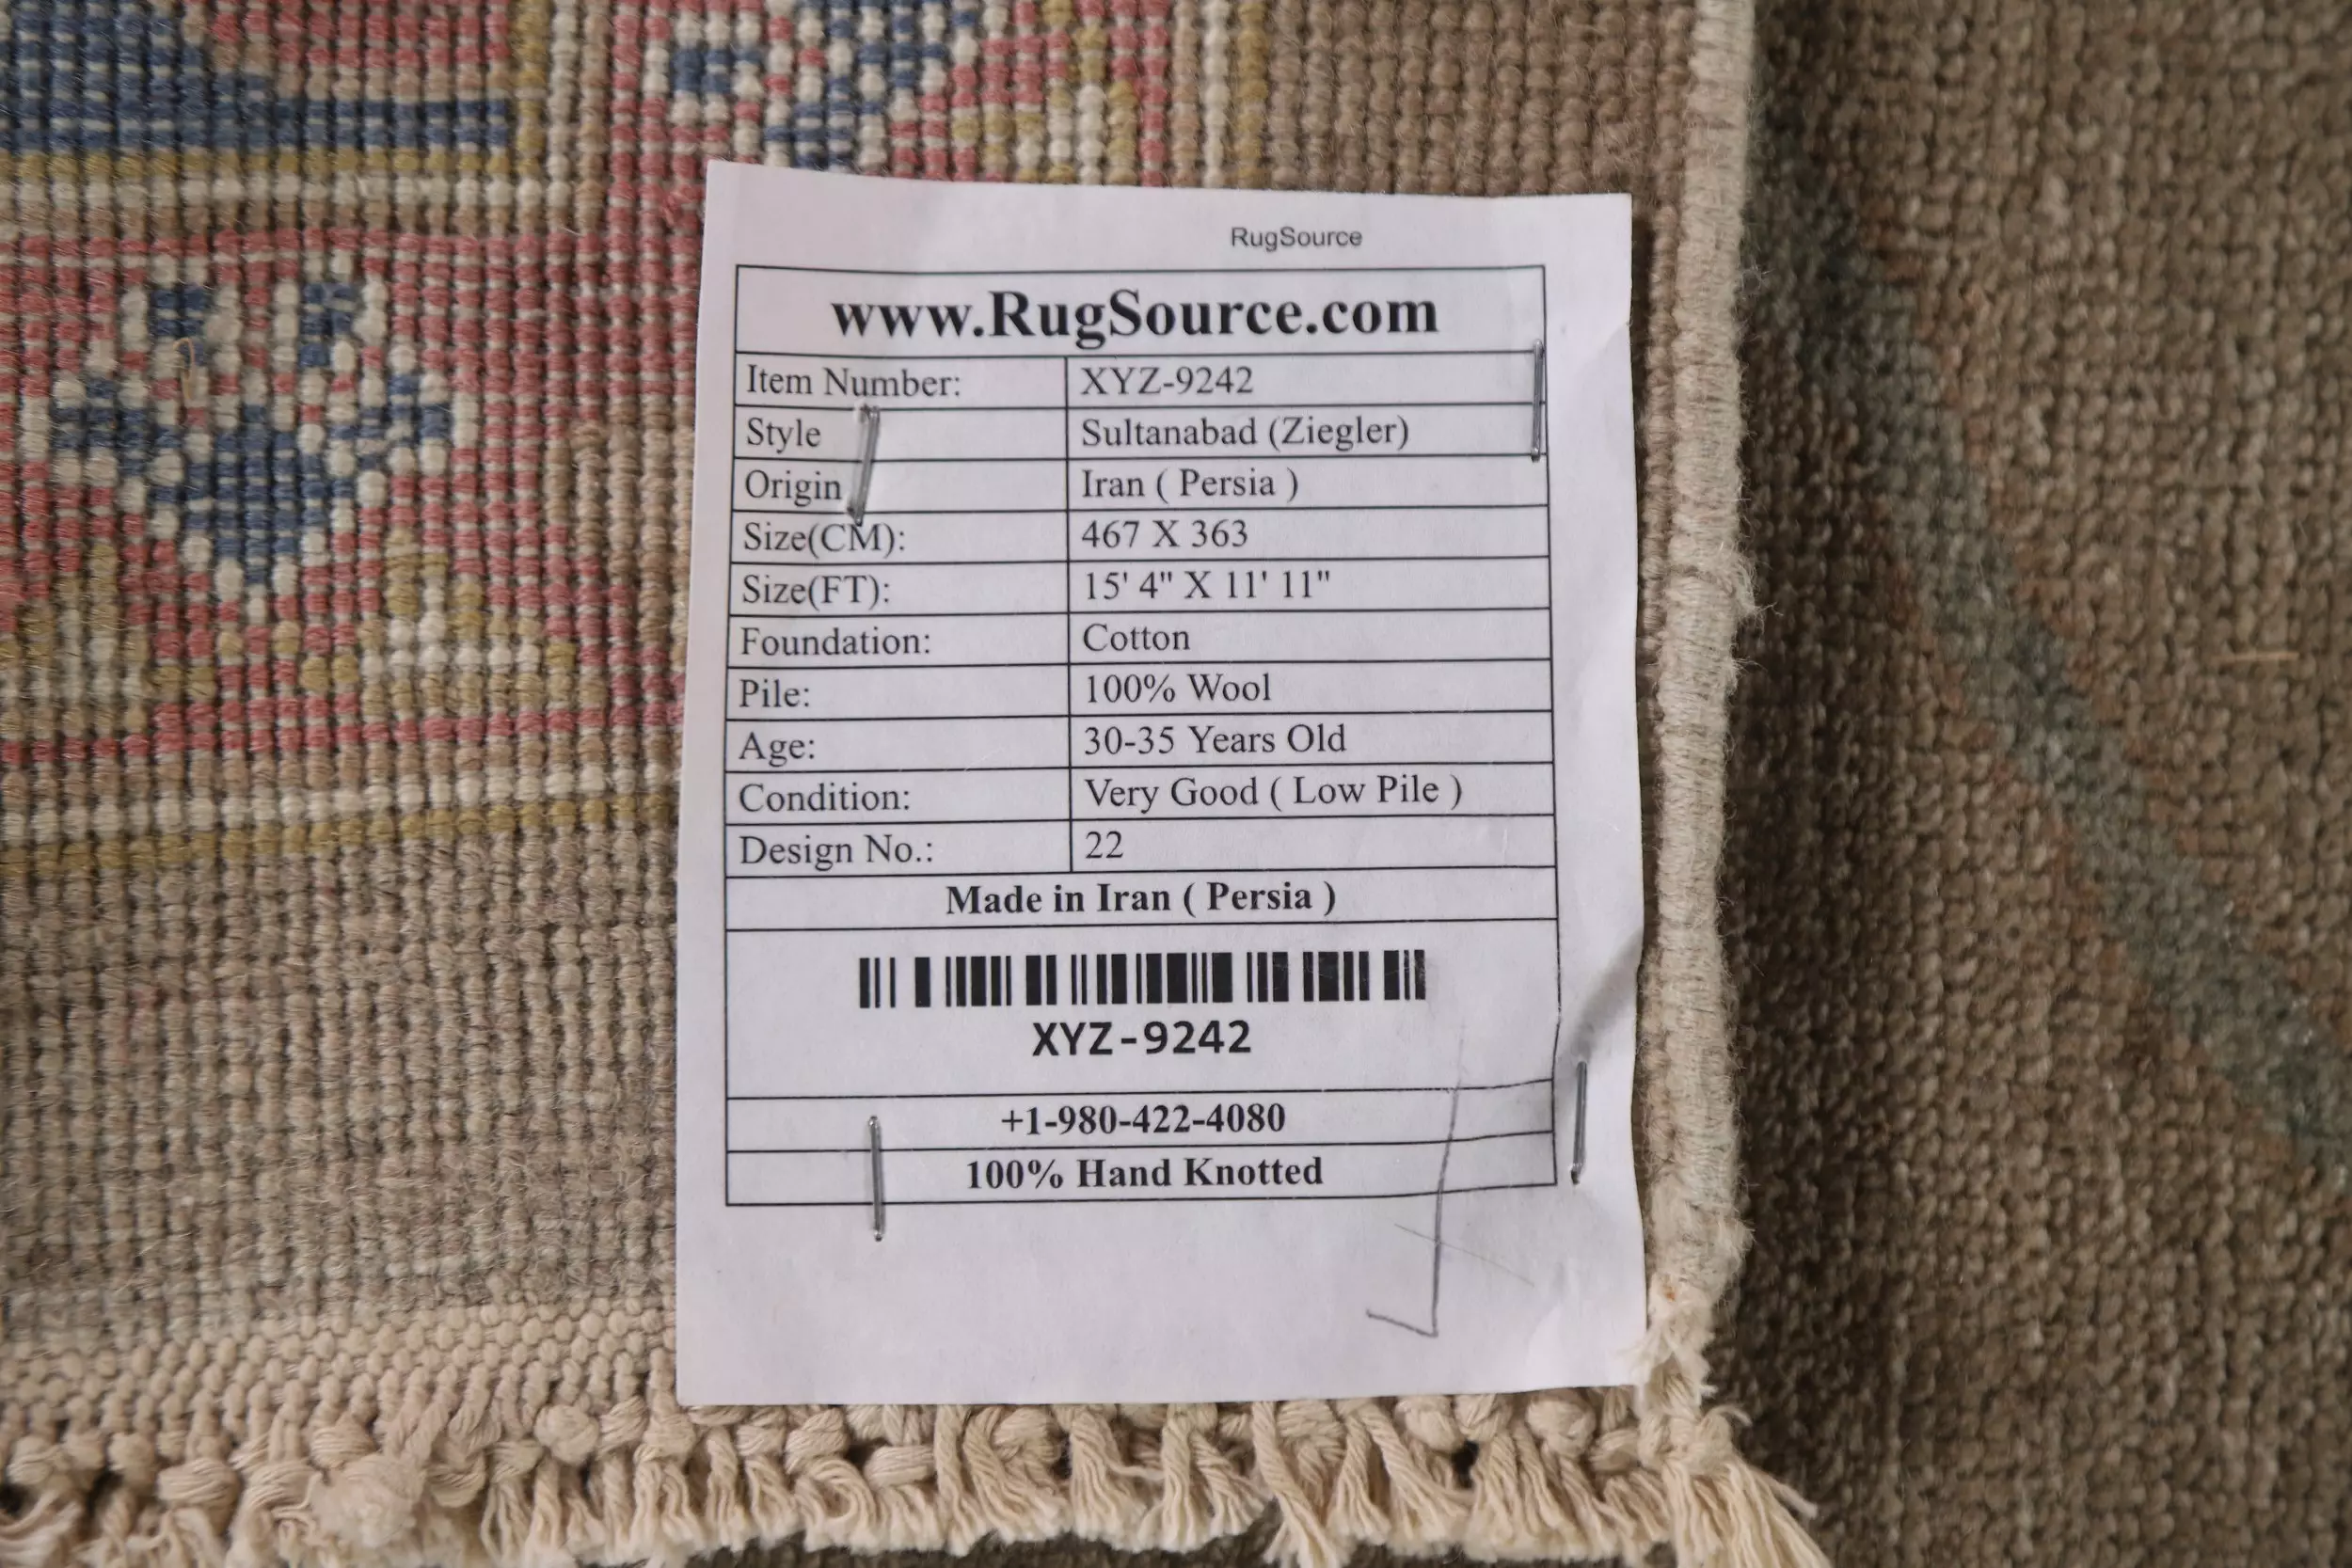 RugSource
www.RugSource.com
Item Number: XYZ-9242
Style Sultanabad (Ziegler)
Origin Iran ( Persia )
Size(CM): 467 X 363
Size(FT): 15' 4" X 11' 11"
Foundation: Cotton
Pile: 100% Wool
Age: 30-35 Years Old
Condition: Very Good ( Low Pile )
Design No.: 22
Made in Iran ( Persia )
XYZ-9242
+1-980-422-4080
100% Hand Knotted